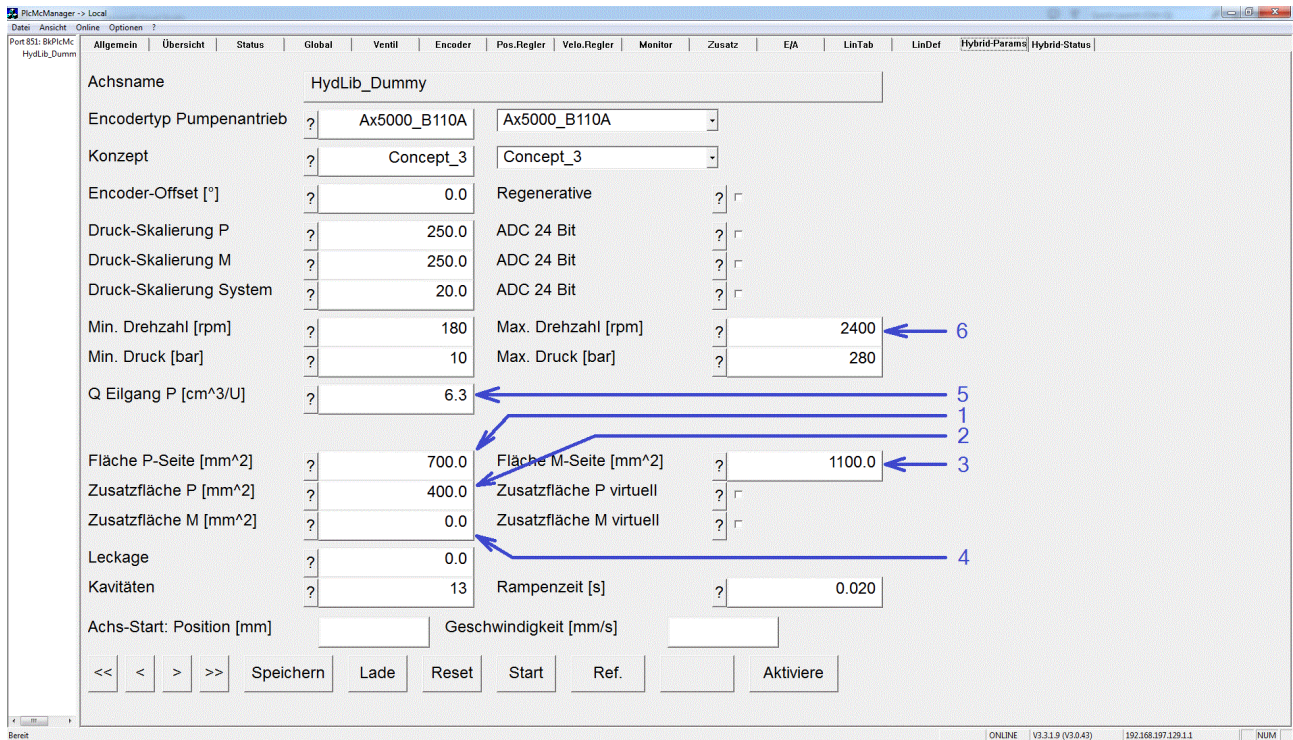 PlcMcManager -> Local
Datei Ansicht Online Optionen ?
Port 851: BkPlcMc
HydLib_Dumm
Allgemein Übersicht Status Global Ventil Encoder Pos.Regler Velo.Regler Monitor Zusatz E/A LinTab LinDef Hybrid-Params Hybrid-Status
Achsname HydLib_Dummy
Encodertyp Pumpenantrieb ? Ax5000_B110A Ax5000_B110A
Konzept ? Concept_3 Concept_3
Encoder-Offset [°] ? 0.0 Regenerative ?
Druck-Skalierung P ? 250.0 ADC 24 Bit ?
Druck-Skalierung M ? 250.0 ADC 24 Bit ?
Druck-Skalierung System ? 20.0 ADC 24 Bit ?
Min. Drehzahl [rpm] ? 180 Max. Drehzahl [rpm] ? 2400 6
Min. Druck [bar] ? 10 Max. Druck [bar] ? 280
Q Eilgang P [cm^3/U] ? 6.3 5
1
2
Fläche P-Seite [mm^2] ? 700.0 Fläche M-Seite [mm^2] ? 1100.0 3
Zusatzfläche P [mm^2] ? 400.0 Zusatzfläche P virtuell ?
Zusatzfläche M [mm^2] ? 0.0 Zusatzfläche M virtuell ?
Leckage ? 0.0 4
Kavitäten ? 13 Rampenzeit [s] ? 0.020
Achs-Start: Position [mm] Geschwindigkeit [mm/s]
<< < > >> Speichern Lade Reset Start Ref. Aktiviere
Bereit ONLINE V3.3.1.9 (V3.0.43) 192.168.197.129.1.1 NUM